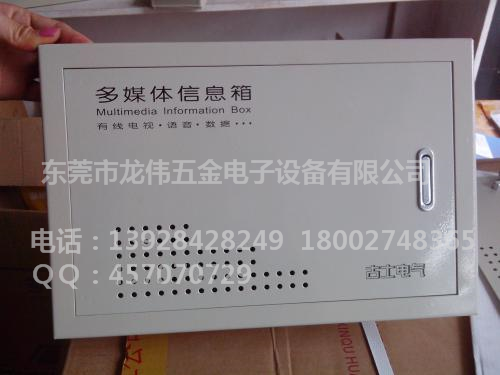 多媒体信息箱
Multimedia Information Box
有线电视·语音·数据···
东莞市龙伟五金电子设备有限公司
电话：13928428249 18002748365
QQ：457070729
古士电气